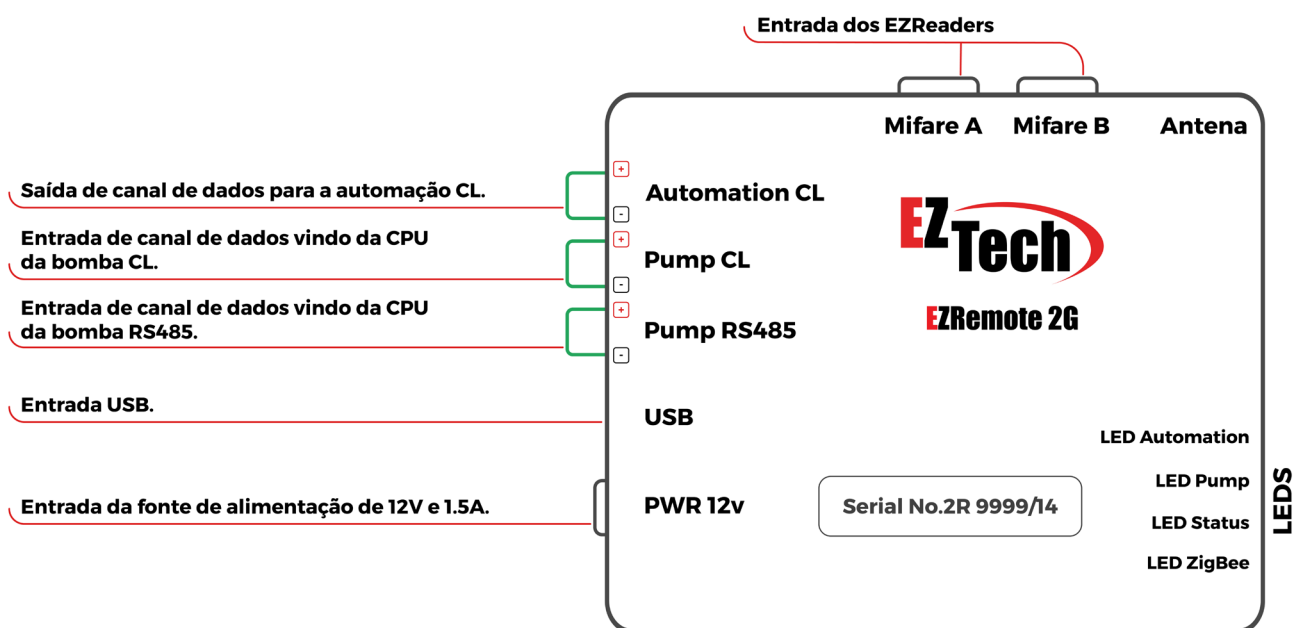 Entrada dos EZReaders
Mifare A
Mifare B
Antena
Saída de canal de dados para a automação CL.
+
-
Automation CL
Entrada de canal de dados vindo da CPU
da bomba CL.
+
-
Pump CL
Entrada de canal de dados vindo da CPU
da bomba RS485.
+
-
Pump RS485
EZTech
EZRemote 2G
Entrada USB.
USB
Entrada da fonte de alimentação de 12V e 1.5A.
PWR 12v
Serial No.2R 9999/14
LED Automation
LED Pump
LED Status
LED ZigBee
LEDS